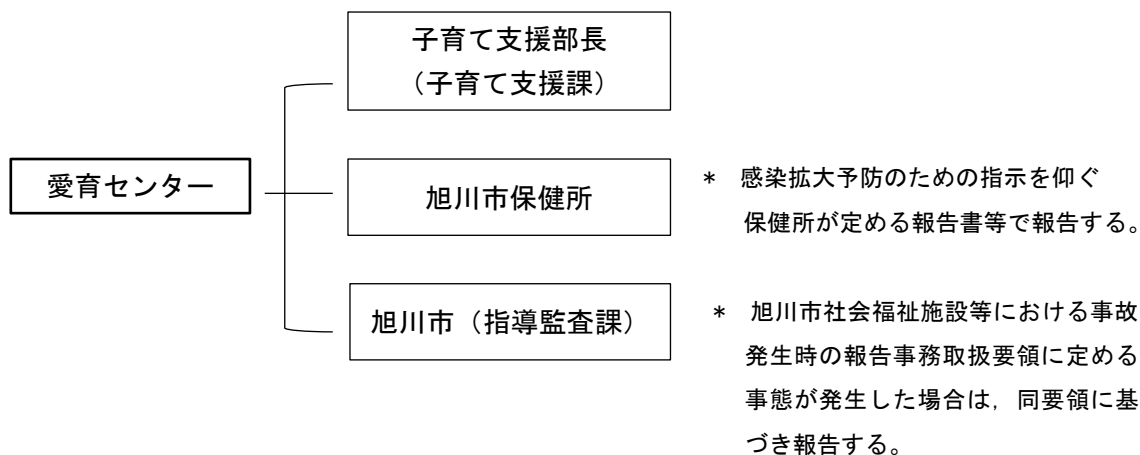 子育て支援部長
（子育て支援課）
愛育センター
旭川市保健所
＊　感染拡大予防のための指示を仰ぐ
保健所が定める報告書等で報告する。
旭川市（指導監査課）
＊　旭川市社会福祉施設等における事故
発生時の報告事務取扱要領に定める
事態が発生した場合は，同要領に基
づき報告する。